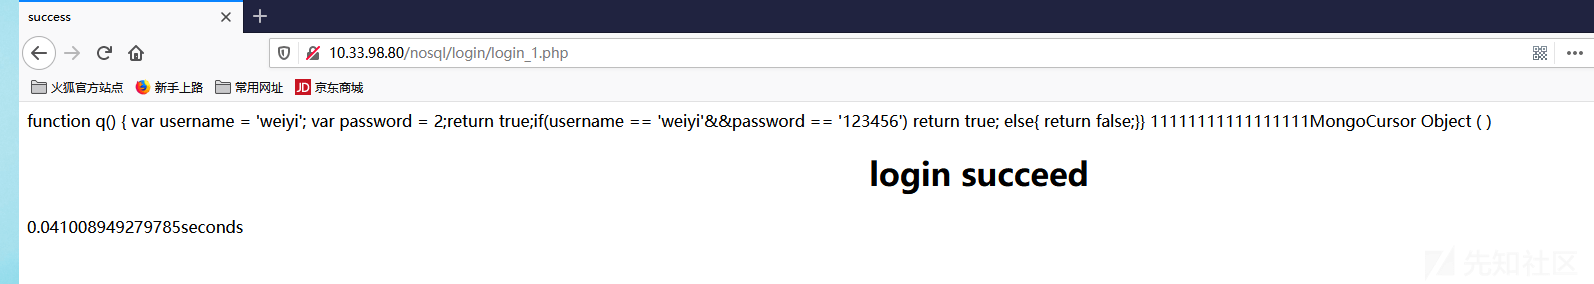 success
10.33.98.80/nosql/login/login_1.php
火狐官方站点 新手上路 常用网址 JD 京东商城
function q() { var username = 'weiyi'; var password = 2;return true;if(username == 'weiyi'&&password == '123456') return true; else{ return false;}} 11111111111111111MongoCursor Object ( )
login succeed
0.041008949279785seconds
先知社区